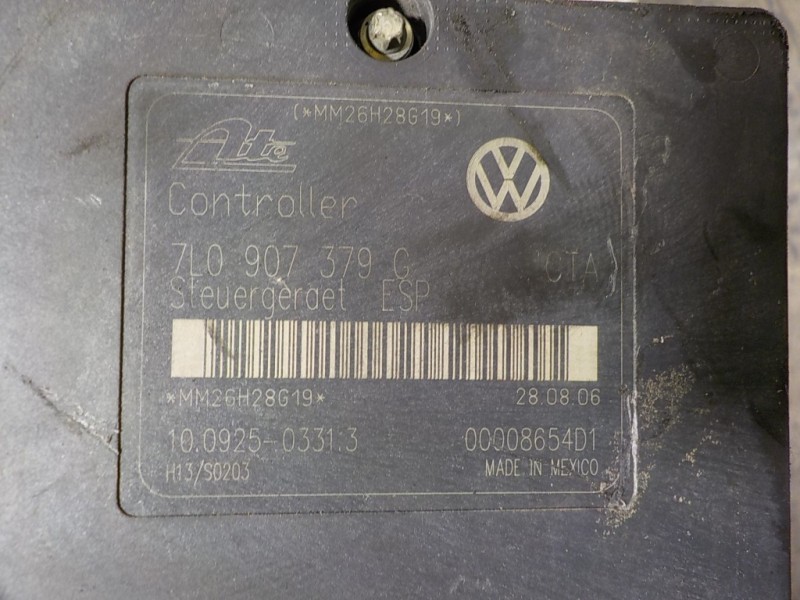 (*MM26H28G19*)
Ate
VW
Controller
7L0 907 379 G CTA
Steuergeraet ESP
*MM26H28G19*
28.08.06
10.0925-0331.3
00008654D1
H13/S0203
MADE IN MEXICO